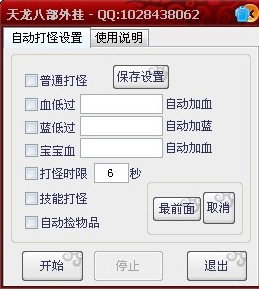 天龙八部外挂 - QQ:1028438062
自动打怪设置 使用说明
普通打怪 保存设置
血低过 自动加血
蓝低过 自动加蓝
宝宝血 自动加血
打怪时限 6 秒
技能打怪
最前面 取消
自动捡物品
开始 停止 退出